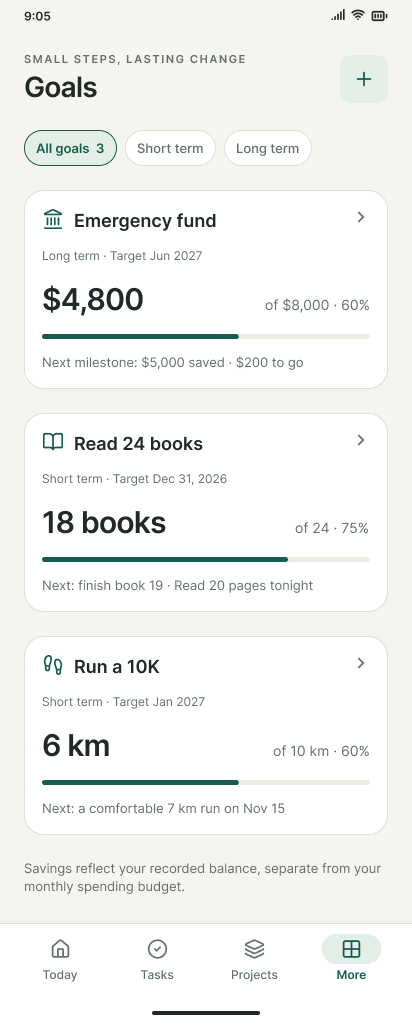 9:05
SMALL STEPS, LASTING CHANGE
Goals
All goals 3
Short term
Long term
Emergency fund
Long term · Target Jun 2027
$4,800
of $8,000 · 60%
Next milestone: $5,000 saved · $200 to go
Read 24 books
Short term · Target Dec 31, 2026
18 books
of 24 · 75%
Next: finish book 19 · Read 20 pages tonight
Run a 10K
Short term · Target Jan 2027
6 km
of 10 km · 60%
Next: a comfortable 7 km run on Nov 15
Savings reflect your recorded balance, separate from your
monthly spending budget.
Today
Tasks
Projects
More